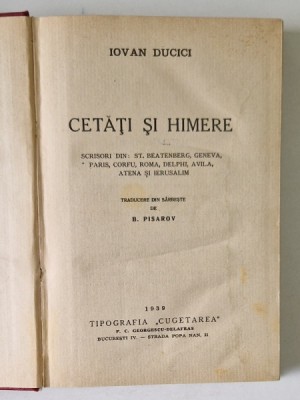 IOVAN DUCICI
CETĂȚI ȘI HIMERE
SCRISORI DIN: ST. BEATENBERG, GENEVA,
PARIS, CORFU, ROMA, DELPHI, AVILA,
ATENA ȘI IERUSALIM
TRADUCERE DIN SÂRBEȘTE
DE
B. PISAROV
1938
TIPOGRAFIA „CUGETAREA"
P. C. GEORGESCU-DELAFRAS
BUCUREȘTI IV. — STRADA POPA NAN, 21